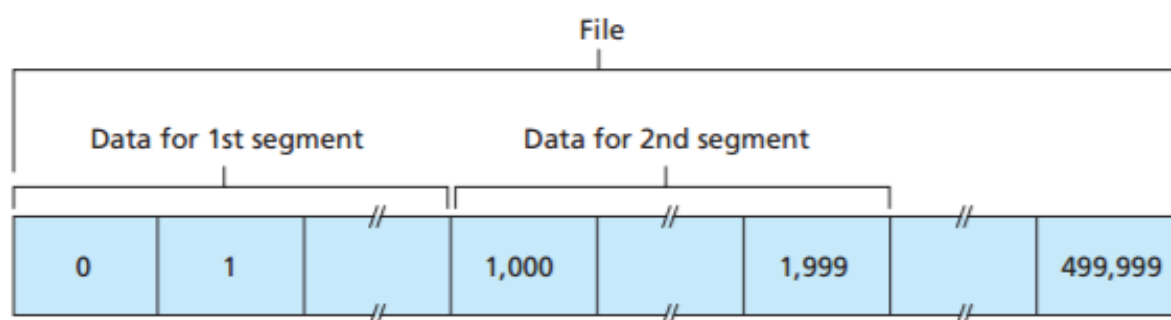 File
Data for 1st segment Data for 2nd segment
0 1 1,000 1,999 499,999